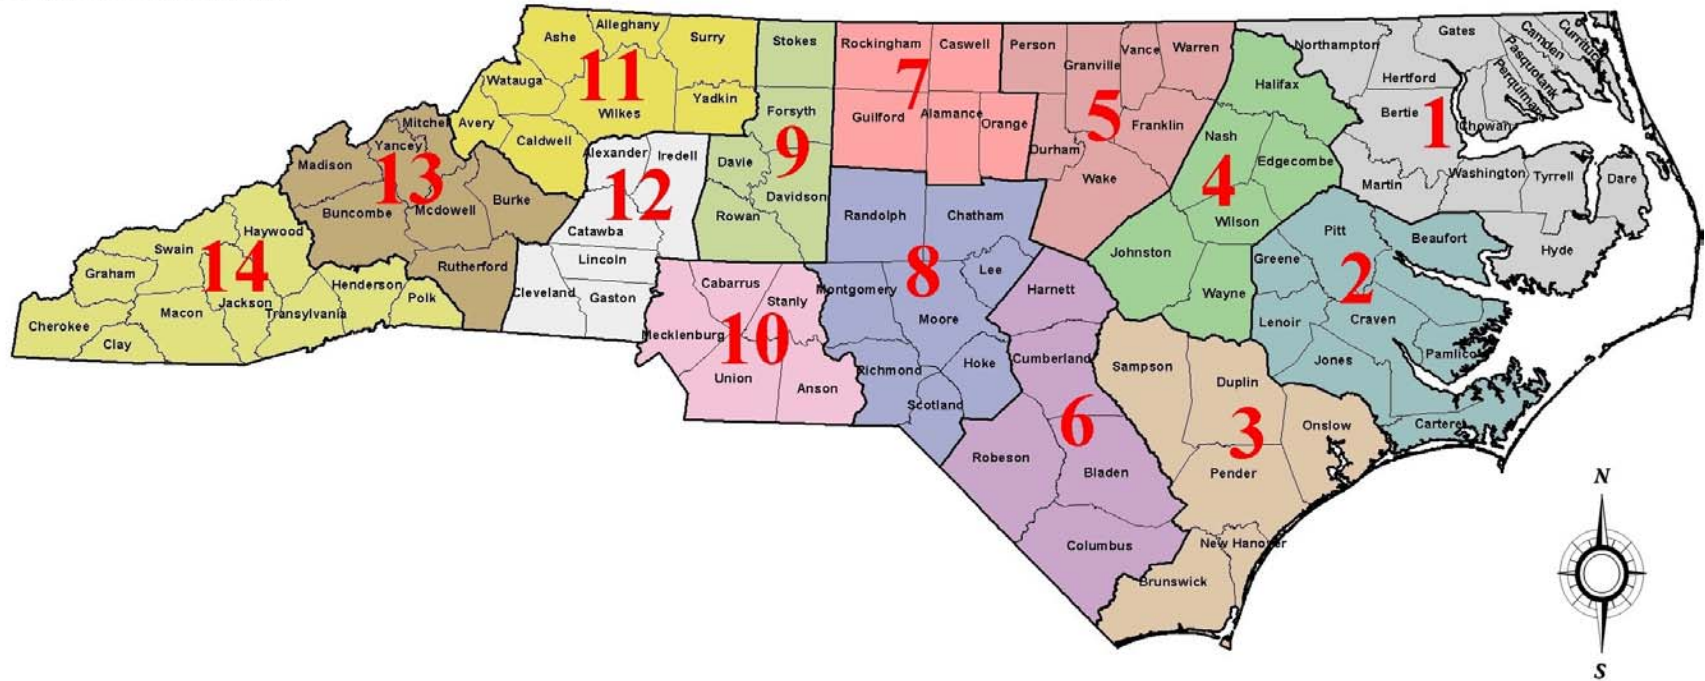 Alleghany
Ashe
Surry
Watauga
11
Wilkes
Yadkin
Avery
Caldwell
Stokes
Forsyth
9
Davie
Davidson
Rowan
Rockingham
Caswell
7
Guilford
Alamance
Orange
Person
Vance
Warren
Granville
5
Franklin
Durham
Wake
Halifax
Nash
Edgecombe
4
Wilson
Johnston
Wayne
Northampton
Gates
Camden
Currituck
Pasquotank
Perquimans
Hertford
Bertie
1
Chowan
Martin
Washington
Tyrrell
Dare
Hyde
Mitchel
Yancey
Madison
13
Buncombe
Mcdowell
Burke
Rutherford
Alexander
Iredell
12
Catawba
Lincoln
Cleveland
Gaston
Haywood
Swain
Graham
14
Jackson
Henderson
Polk
Macon
Transylvania
Cherokee
Clay
Cabarrus
Stanly
Mecklenburg
10
Union
Anson
Randolph
Chatham
Lee
8
Montgomery
Moore
Richmond
Hoke
Scotland
Harnett
Cumberland
6
Robeson
Bladen
Columbus
Pitt
Beaufort
Greene
2
Lenoir
Craven
Jones
Pamlico
Carteret
Sampson
Duplin
3
Onslow
Pender
New Hanover
Brunswick
N
S